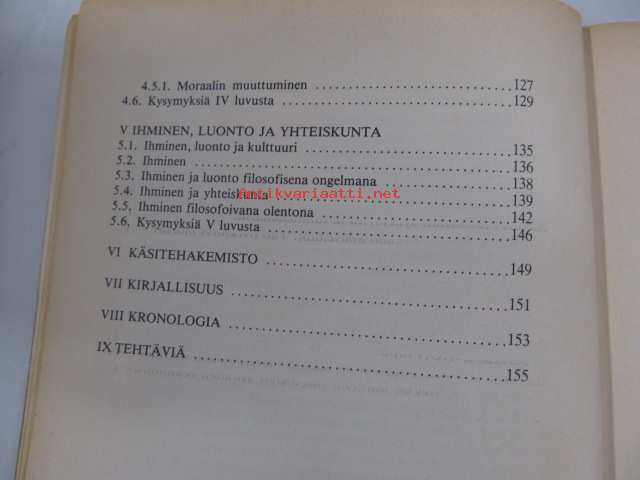 4.5.1. Moraalin muuttuminen ........ 127
4.6. Kysymyksiä IV luvusta ........ 129
V IHMINEN, LUONTO JA YHTEISKUNTA
5.1. Ihminen, luonto ja kulttuuri ........ 135
5.2. Ihminen ........ 136
5.3. Ihminen ja luonto filosofisena ongelmana ........ 138
5.4. Ihminen ja yhteiskunta ........ 139
antikvariaatti.net
5.5. Ihminen filosofoivana olentona ........ 142
5.6. Kysymyksiä V luvusta ........ 146
VI KÄSITEHAKEMISTO ........ 149
VII KIRJALLISUUS ........ 151
VIII KRONOLOGIA ........ 153
IX TEHTÄVIÄ ........ 155